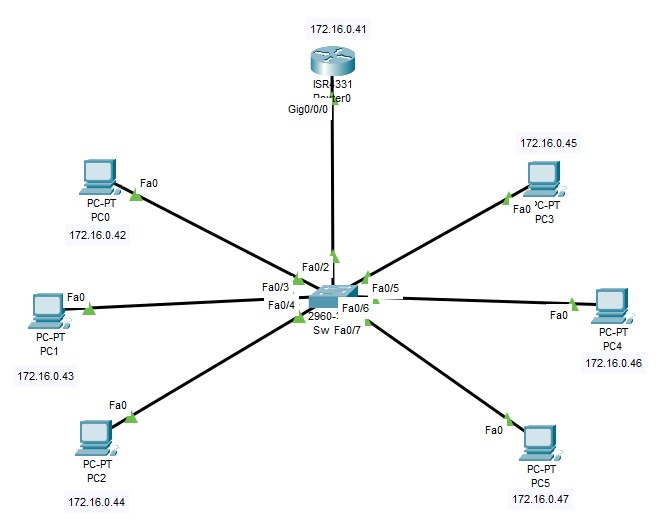 172.16.0.41
ISR4331
Router0
Gig0/0/0
172.16.0.45
Fa0
PC-PT
PC0
172.16.0.42
Fa0
PC-PT
PC3
Fa0/2
Fa0/3
Fa0/5
Fa0/4
Fa0/6
2960-
Sw
Fa0/7
Fa0
PC-PT
PC1
172.16.0.43
Fa0
PC-PT
PC4
172.16.0.46
Fa0
PC-PT
PC2
172.16.0.44
Fa0
PC-PT
PC5
172.16.0.47